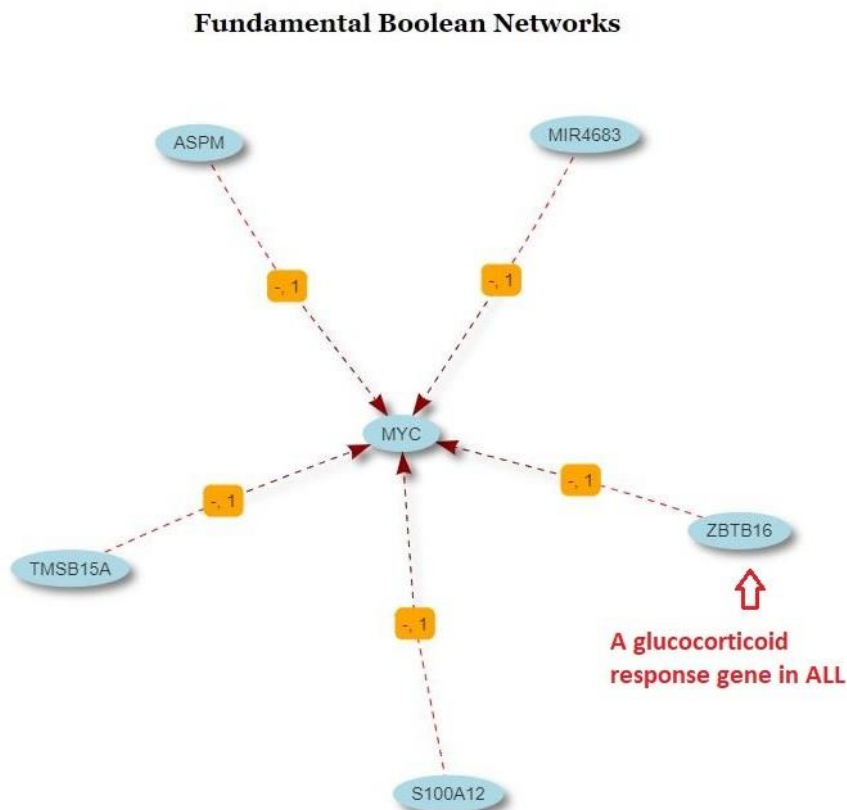 Fundamental Boolean Networks
ASPM
MIR4683
-, 1
-, 1
MYC
-, 1
-, 1
ZBTB16
TMSB15A
-, 1
A glucocorticoid
response gene in ALL
S100A12